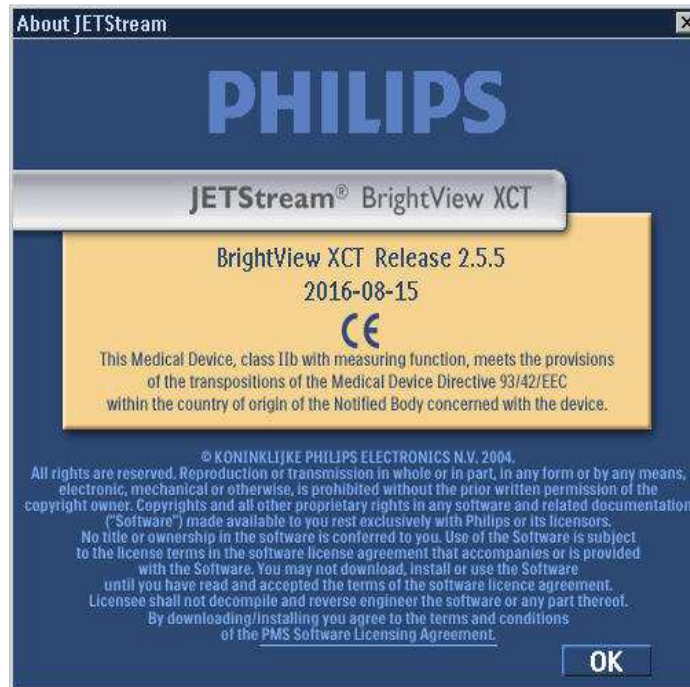 About JETStream
PHILIPS
JETStream® BrightView XCT
BrightView XCT Release 2.5.5
2016-08-15
CE
This Medical Device, class IIb with measuring function, meets the provisions
of the transpositions of the Medical Device Directive 93/42/EEC
within the country of origin of the Notified Body concerned with the device.
© KONINKLIJKE PHILIPS ELECTRONICS N.V. 2004.
All rights are reserved. Reproduction or transmission in whole or in part, in any form or by any means,
electronic, mechanical or otherwise, is prohibited without the prior written permission of the
copyright owner. Copyrights and all other proprietary rights in any software and related documentation
("Software") made available to you rest exclusively with Philips or its licensors.
No title or ownership in the software is conferred to you. Use of the Software is subject
to the license terms in the software license agreement that accompanies or is provided
with the Software. You may not download, install or use the Software
until you have read and accepted the terms of the software licence agreement.
Licensee shall not decompile and reverse engineer the software or any part thereof.
By downloading/installing you agree to the terms and conditions
of the PMS Software Licensing Agreement.
OK